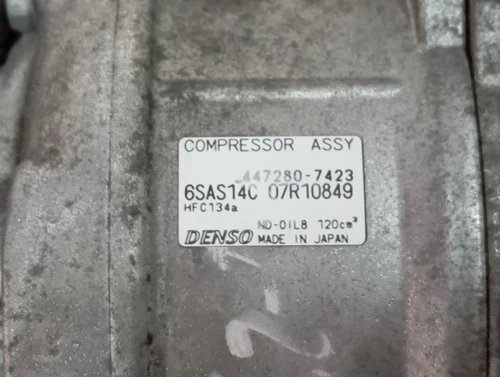 COMPRESSOR ASSY
447280-7423
6SAS14C 07R10849
HFC134a
ND-OIL8 120cm³
DENSO MADE IN JAPAN